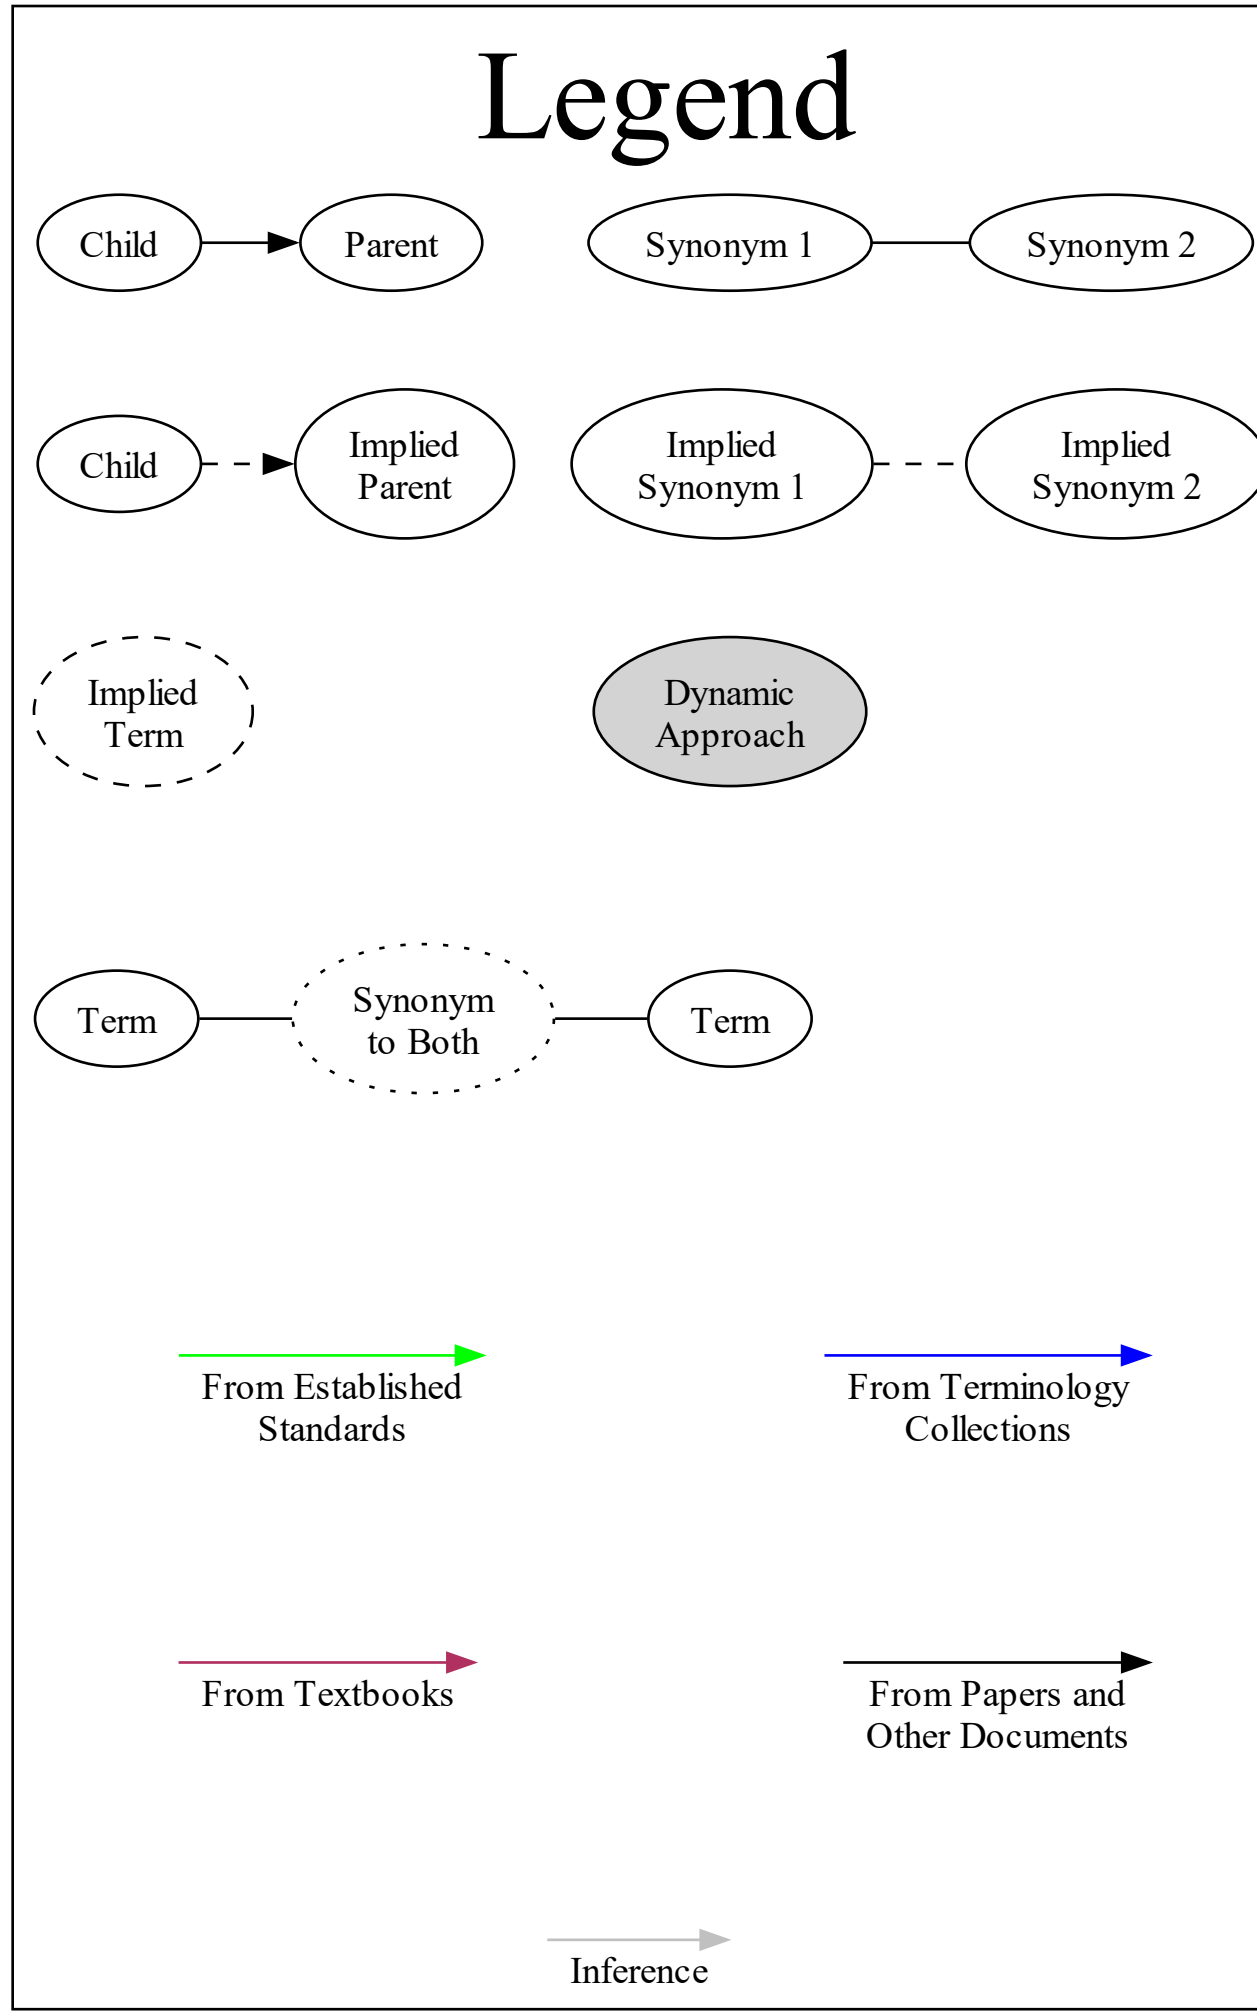 Legend
Child
Parent
Synonym 1
Synonym 2
Child
Implied
Parent
Implied
Synonym 1
Implied
Synonym 2
Implied
Term
Dynamic
Approach
Term
Synonym
to Both
Term
From Established
Standards
From Terminology
Collections
From Textbooks
From Papers and
Other Documents
Inference